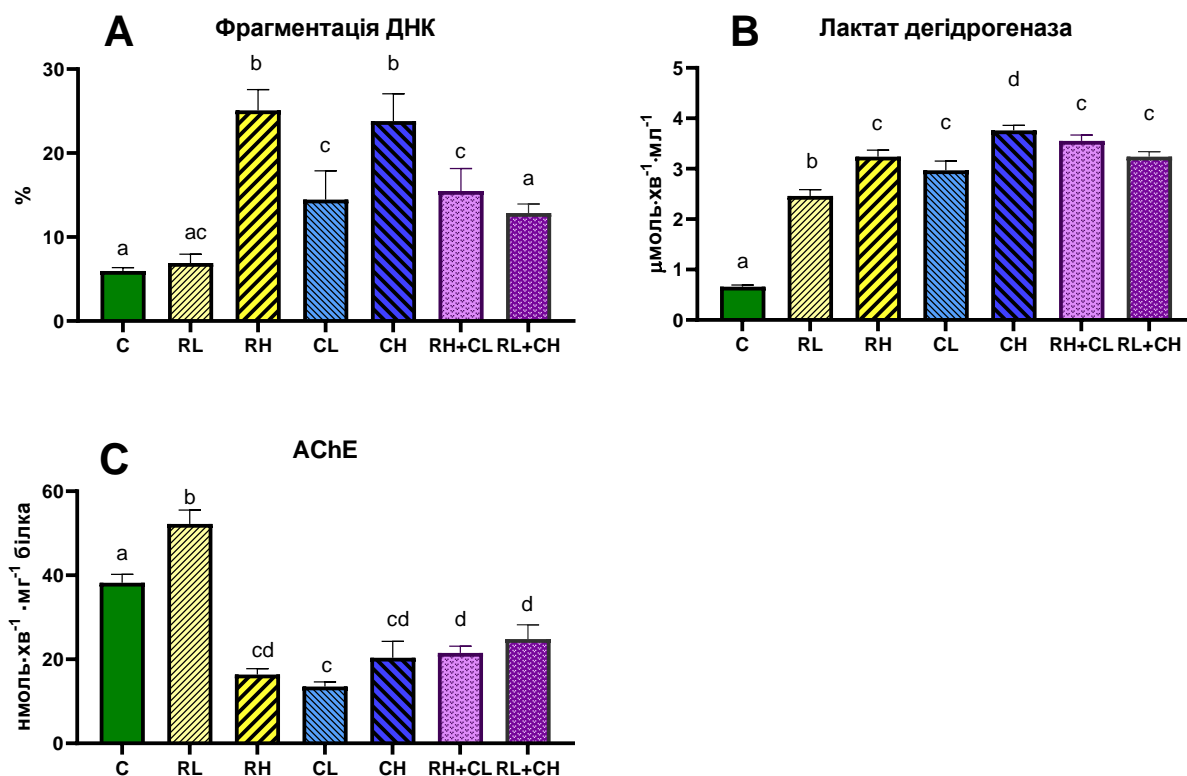 A Фрагментація ДНК
30
20
10
0
%
a
ac
b
c
b
c
a
C RL RH CL CH RH+CL RL+CH
B Лактат дегідрогеназа
5
4
3
2
1
0
µмоль·хв⁻¹·мл⁻¹
a
b
c
c
d
c
c
C RL RH CL CH RH+CL RL+CH
C AChE
60
40
20
0
нмоль·хв⁻¹ ·мг⁻¹ білка
a
b
cd
c
cd
d
d
C RL RH CL CH RH+CL RL+CH